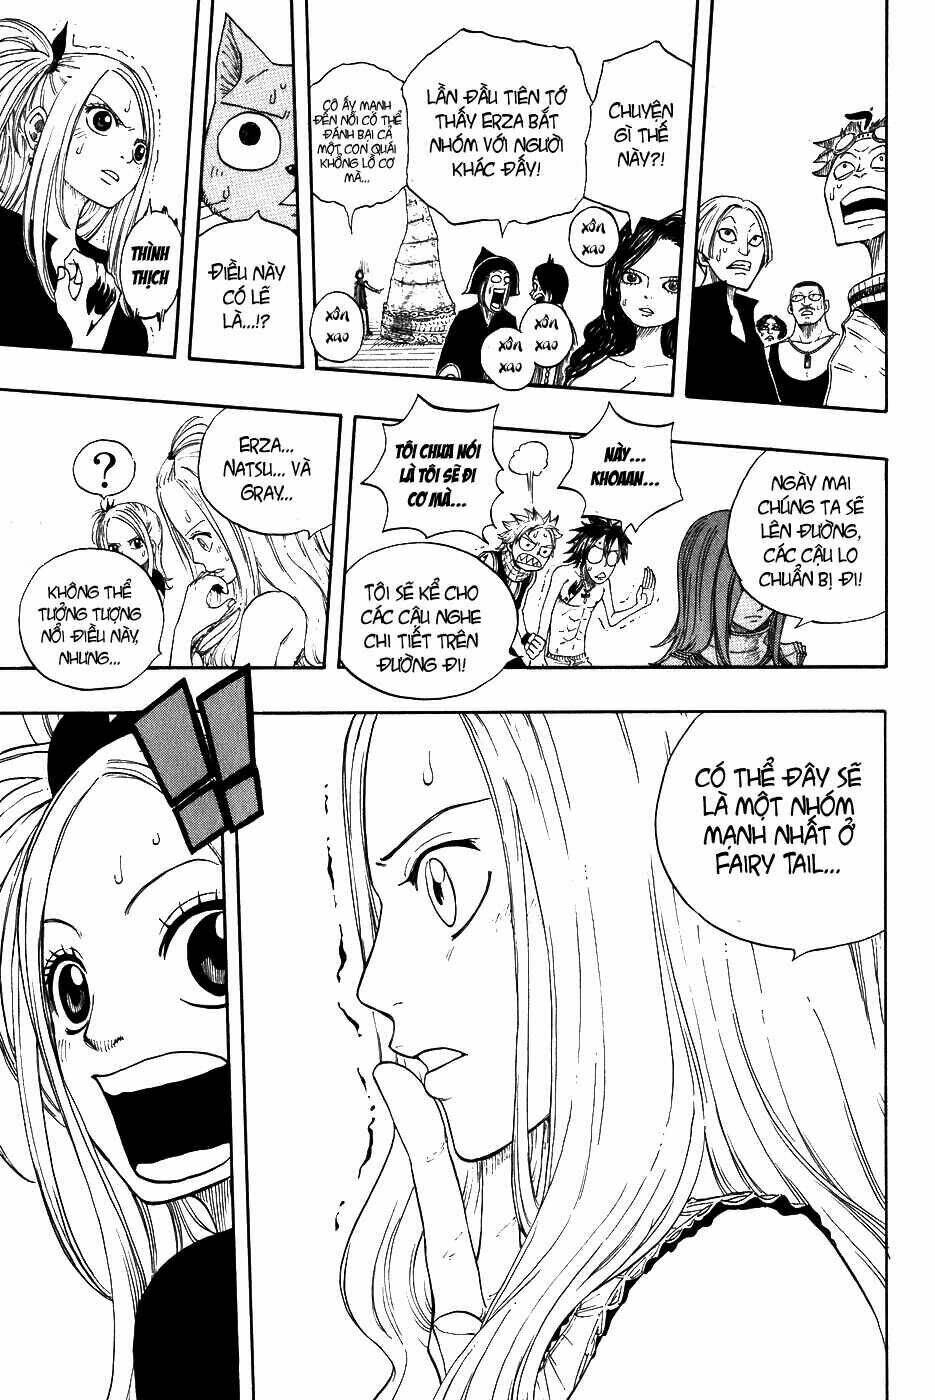 CHUYỆN
GÌ THẾ
NÀY?!
LẦN ĐẦU TIÊN TỚ
THẤY ERZA BẮT
NHÓM VỚI NGƯỜI
KHÁC ĐẤY!
CÔ ẤY MẠNH
ĐẾN NỖI CÓ THỂ
ĐÁNH BẠI CẢ
MỘT CON QUÁI
KHỔNG LỒ CƠ
MÀ...
XÔN
XAO
XÔN
XAO
XÔN
XAO
XÔN
XAO
ĐIỀU NÀY
CÓ LẼ
LÀ...!?
THÌNH
THỊCH
NGÀY MAI
CHÚNG TA SẼ
LÊN ĐƯỜNG,
CÁC CẬU LO
CHUẨN BỊ ĐI!
NÀY...
KHOAAN...
TÔI CHƯA NÓI
LÀ TÔI SẼ ĐI
CƠ MÀ...
TÔI SẼ KỂ CHO
CÁC CẬU NGHE
CHI TIẾT TRÊN
ĐƯỜNG ĐI!
ERZA...
NATSU... VÀ
GRAY...
?
KHÔNG THỂ
TƯỞNG TƯỢNG
NỔI ĐIỀU NÀY,
NHƯNG...
CÓ THỂ ĐÂY SẼ
LÀ MỘT NHÓM
MẠNH NHẤT Ở
FAIRY TAIL...
!!